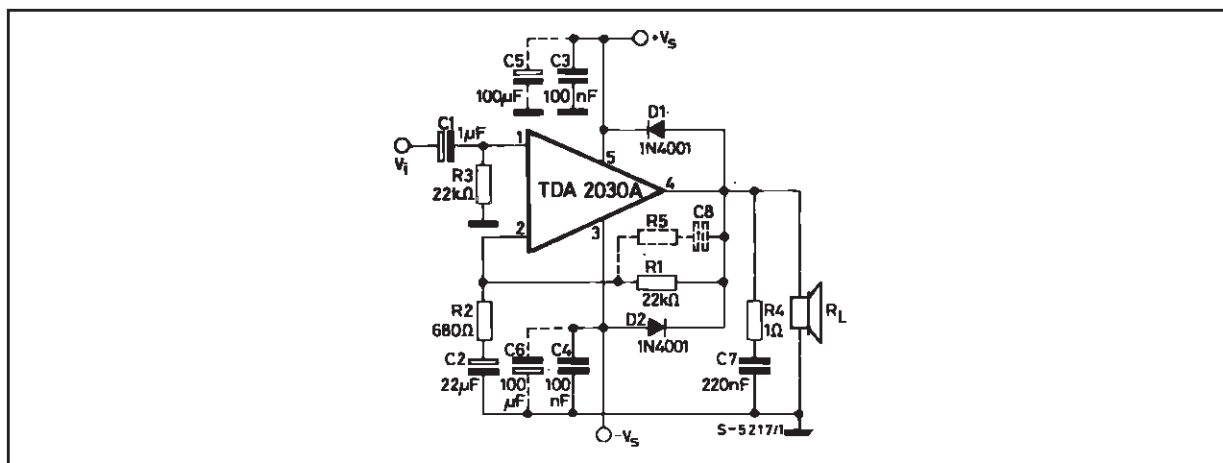 +Vs
C5
100µF
C3
100 nF
D1
1N4001
C1
1µF
Vi
R3
22kΩ
1
5
TDA 2030A
4
2
3
R5
C8
R1
22kΩ
R2
680Ω
D2
1N4001
R4
1Ω
RL
C2
22µF
C6
100
µF
C4
100
nF
C7
220nF
S-5217/1
-Vs